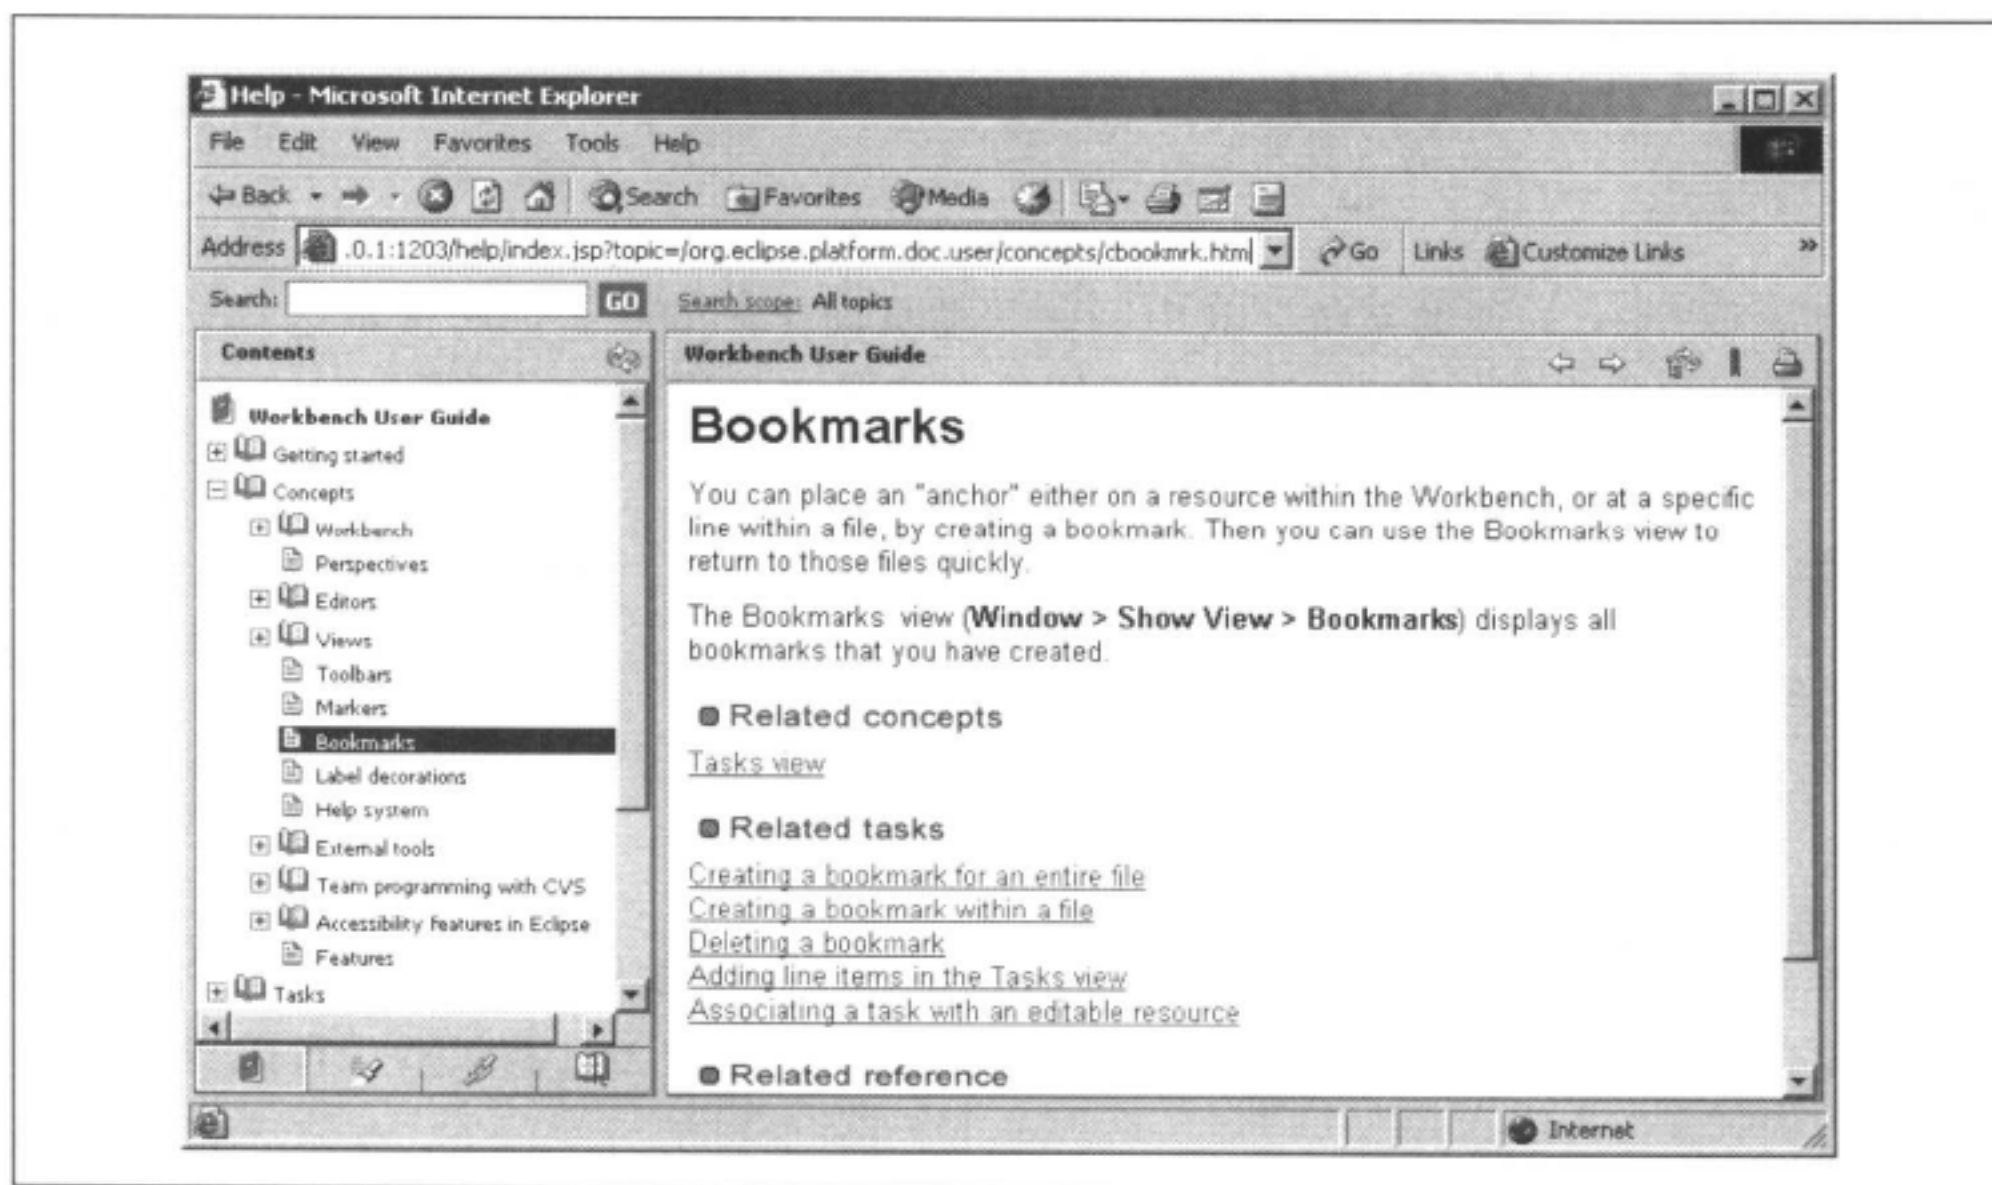 Help - Microsoft Internet Explorer
File Edit View Favorites Tools Help
Back Search Favorites Media
Address .0.1:1203/help/index.jsp?topic=/org.eclipse.platform.doc.user/concepts/cbookmrk.htm Go Links Customize Links »
Search: GO Search scope: All topics
Contents
Workbench User Guide
Getting started
Concepts
Workbench
Perspectives
Editors
Views
Toolbars
Markers
Bookmarks
Label decorations
Help system
External tools
Team programming with CVS
Accessibility features in Eclipse
Features
Tasks
Workbench User Guide
Bookmarks
You can place an "anchor" either on a resource within the Workbench, or at a specific
line within a file, by creating a bookmark. Then you can use the Bookmarks view to
return to those files quickly.
The Bookmarks view (Window > Show View > Bookmarks) displays all
bookmarks that you have created.
Related concepts
Tasks view
Related tasks
Creating a bookmark for an entire file
Creating a bookmark within a file
Deleting a bookmark
Adding line items in the Tasks view
Associating a task with an editable resource
Related reference
Internet